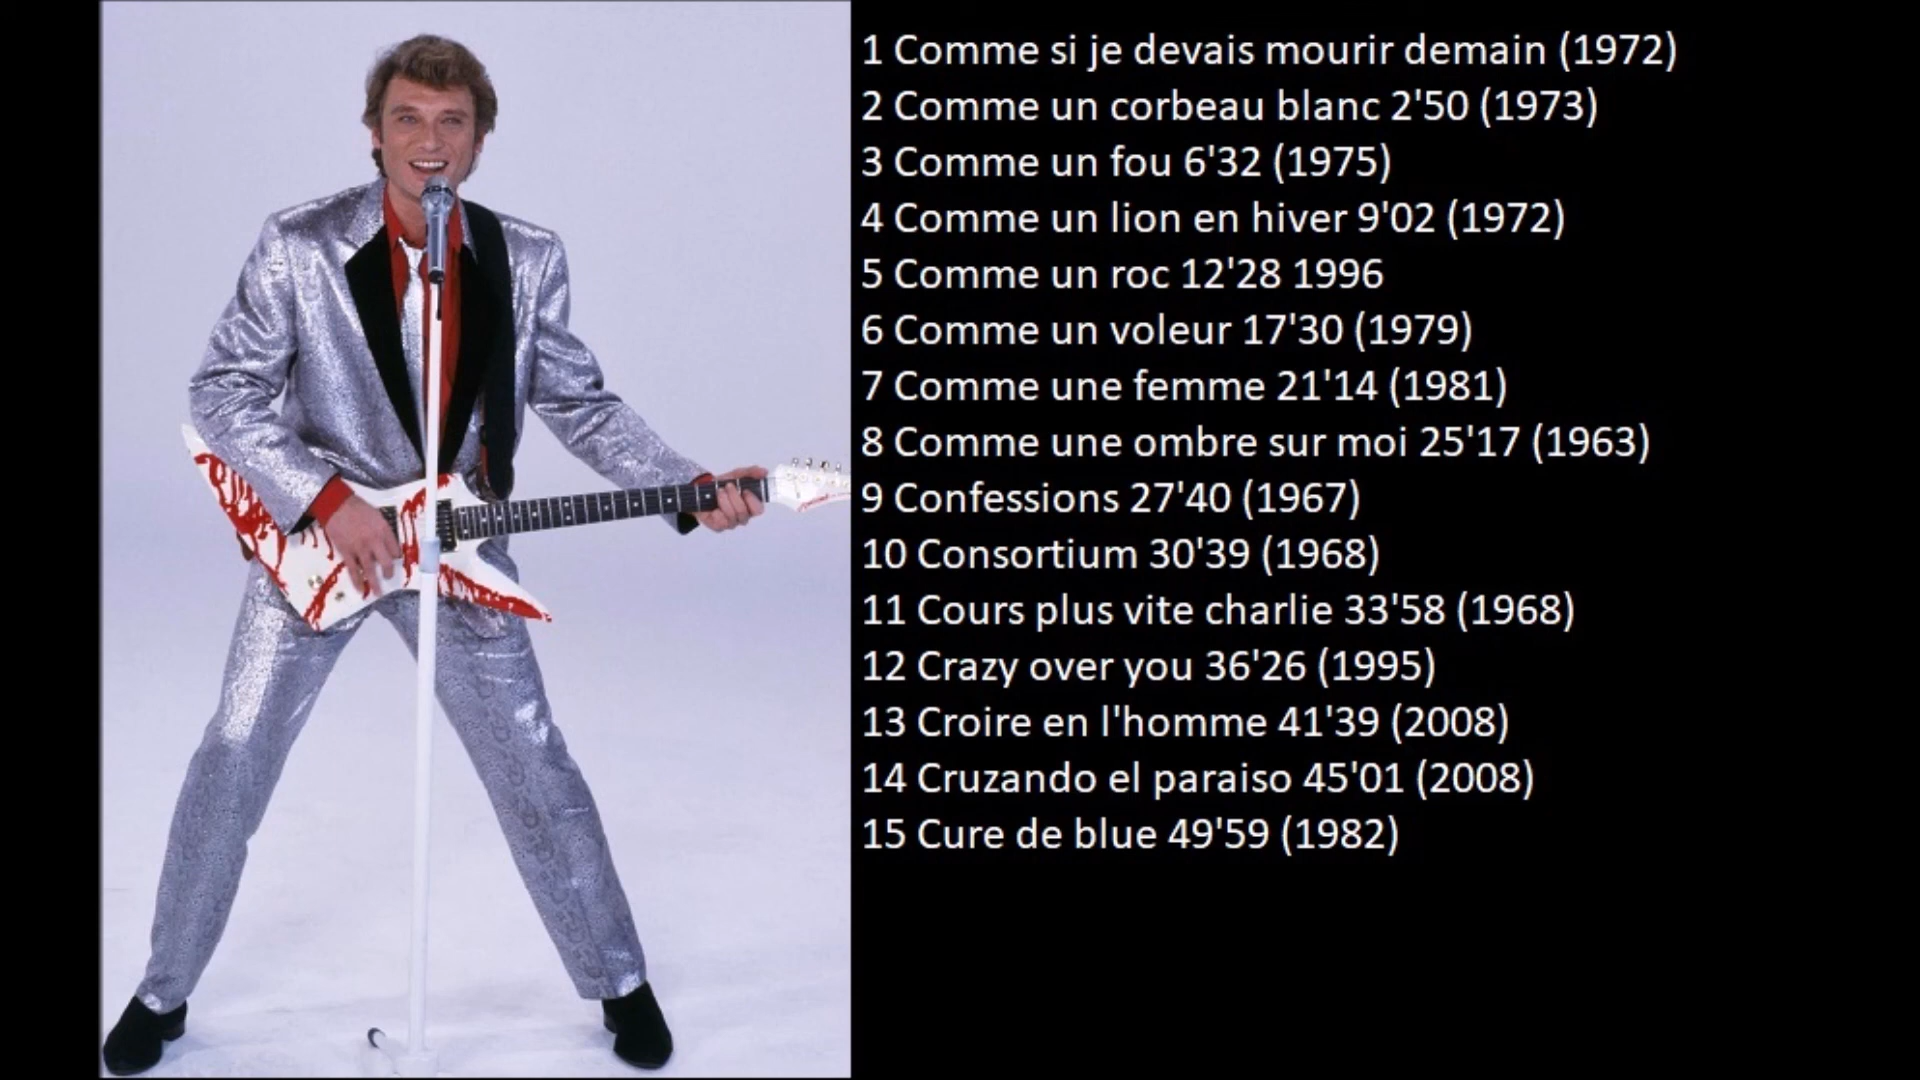 1 Comme si je devais mourir demain (1972)
2 Comme un corbeau blanc 2'50 (1973)
3 Comme un fou 6'32 (1975)
4 Comme un lion en hiver 9'02 (1972)
5 Comme un roc 12'28 1996
6 Comme un voleur 17'30 (1979)
7 Comme une femme 21'14 (1981)
8 Comme une ombre sur moi 25'17 (1963)
9 Confessions 27'40 (1967)
10 Consortium 30'39 (1968)
11 Cours plus vite charlie 33'58 (1968)
12 Crazy over you 36'26 (1995)
13 Croire en l'homme 41'39 (2008)
14 Cruzando el paraiso 45'01 (2008)
15 Cure de blue 49'59 (1982)